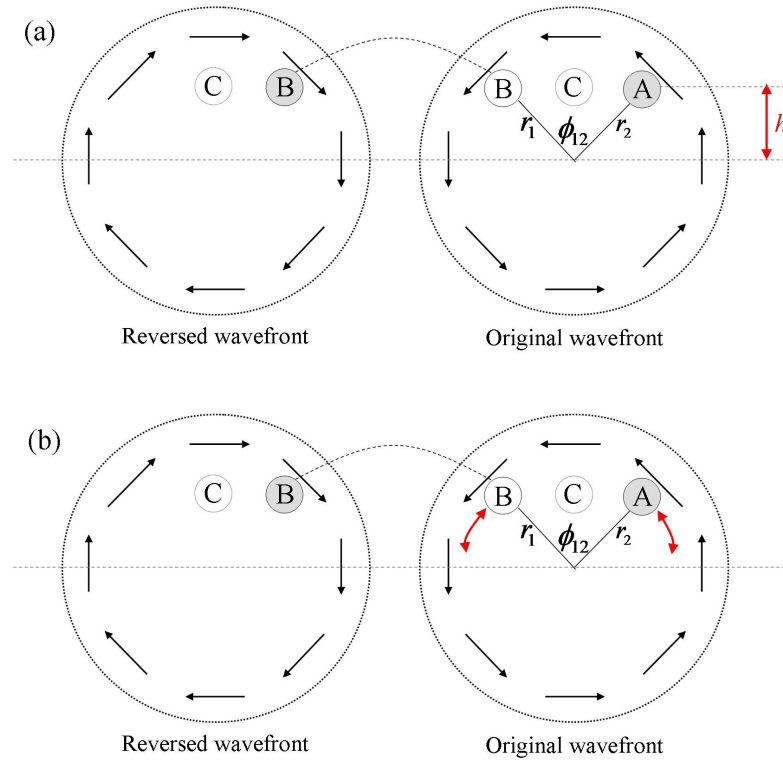 (a)
C B B C A
r1 ϕ12 r2 h
Reversed wavefront Original wavefront
(b)
C B B C A
r1 ϕ12 r2
Reversed wavefront Original wavefront